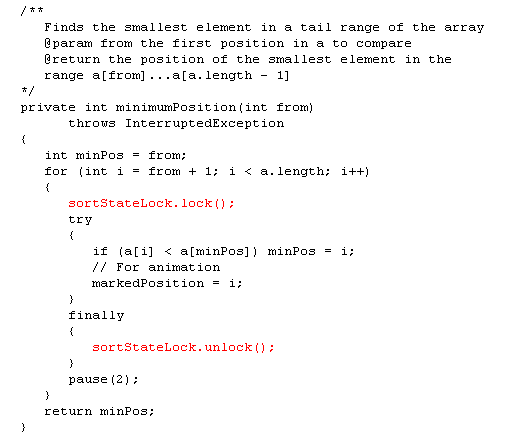 /**
   Finds the smallest element in a tail range of the array
   @param from the first position in a to compare
   @return the position of the smallest element in the
   range a[from]...a[a.length - 1]
*/
private int minimumPosition(int from)
      throws InterruptedException
{
   int minPos = from;
   for (int i = from + 1; i < a.length; i++)
   {
      sortStateLock.lock();
      try
      {
         if (a[i] < a[minPos]) minPos = i;
         // For animation
         markedPosition = i;
      }
      finally
      {
         sortStateLock.unlock();
      }
      pause(2);
   }
   return minPos;
}